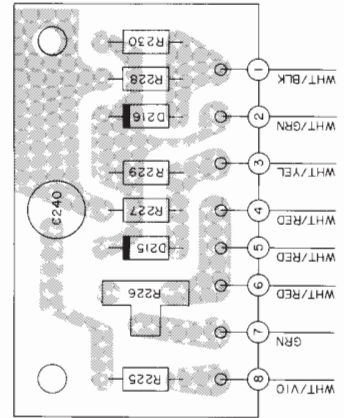 R230
1
WHT/BLK
R228
D216
2
WHT/GRN
R229
3
WHT/YEL
C240
R227
4
WHT/RED
D215
5
WHT/RED
R226
6
WHT/RED
7
GRN
R225
8
WHT/VIO